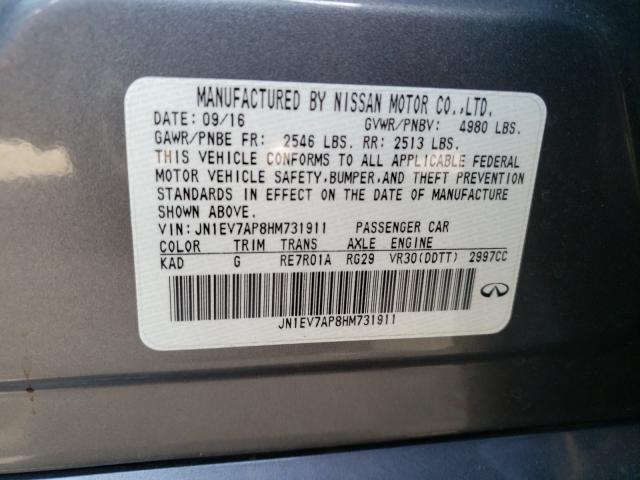 MANUFACTURED BY NISSAN MOTOR CO.,LTD.
DATE: 09/16 GVWR/PNBV: 4980 LBS.
GAWR/PNBE FR: 2546 LBS. RR: 2513 LBS.
THIS VEHICLE CONFORMS TO ALL APPLICABLE FEDERAL
MOTOR VEHICLE SAFETY,BUMPER,AND THEFT PREVENTION
STANDARDS IN EFFECT ON THE DATE OF MANUFACTURE
SHOWN ABOVE.
VIN: JN1EV7AP8HM731911 PASSENGER CAR
COLOR TRIM TRANS AXLE ENGINE
KAD G RE7R01A RG29 VR30(DDTT) 2997CC
JN1EV7AP8HM731911